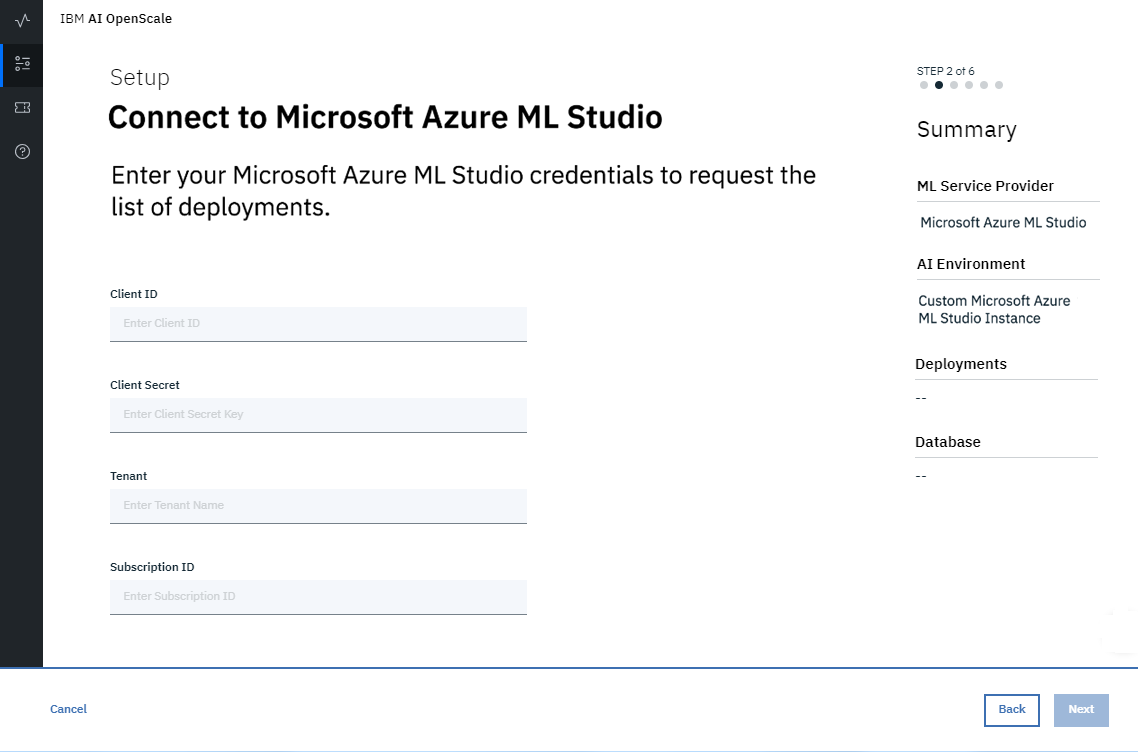 IBM AI OpenScale
Setup
Connect to Microsoft Azure ML Studio
Enter your Microsoft Azure ML Studio credentials to request the
list of deployments.
Client ID
Enter Client ID
Client Secret
Enter Client Secret Key
Tenant
Enter Tenant Name
Subscription ID
Enter Subscription ID
STEP 2 of 6
Summary
ML Service Provider
Microsoft Azure ML Studio
AI Environment
Custom Microsoft Azure
ML Studio Instance
Deployments
--
Database
--
Cancel
Back
Next